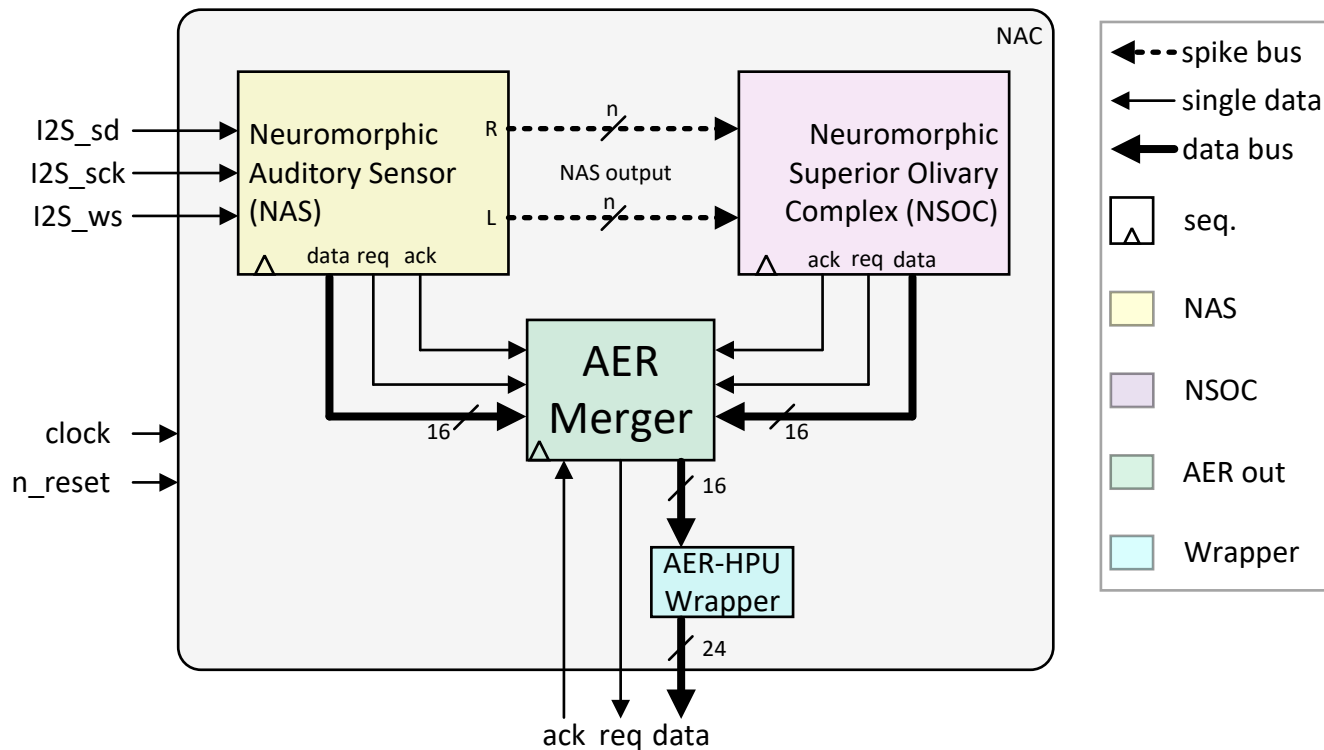 NAC
I2S_sd
I2S_sck
I2S_ws
clock
n_reset
Neuromorphic
Auditory Sensor
(NAS)
R
L
data req ack
n
NAS output
n
Neuromorphic
Superior Olivary
Complex (NSOC)
ack req data
AER
Merger
16
16
16
AER-HPU
Wrapper
24
ack req data
spike bus
single data
data bus
seq.
NAS
NSOC
AER out
Wrapper